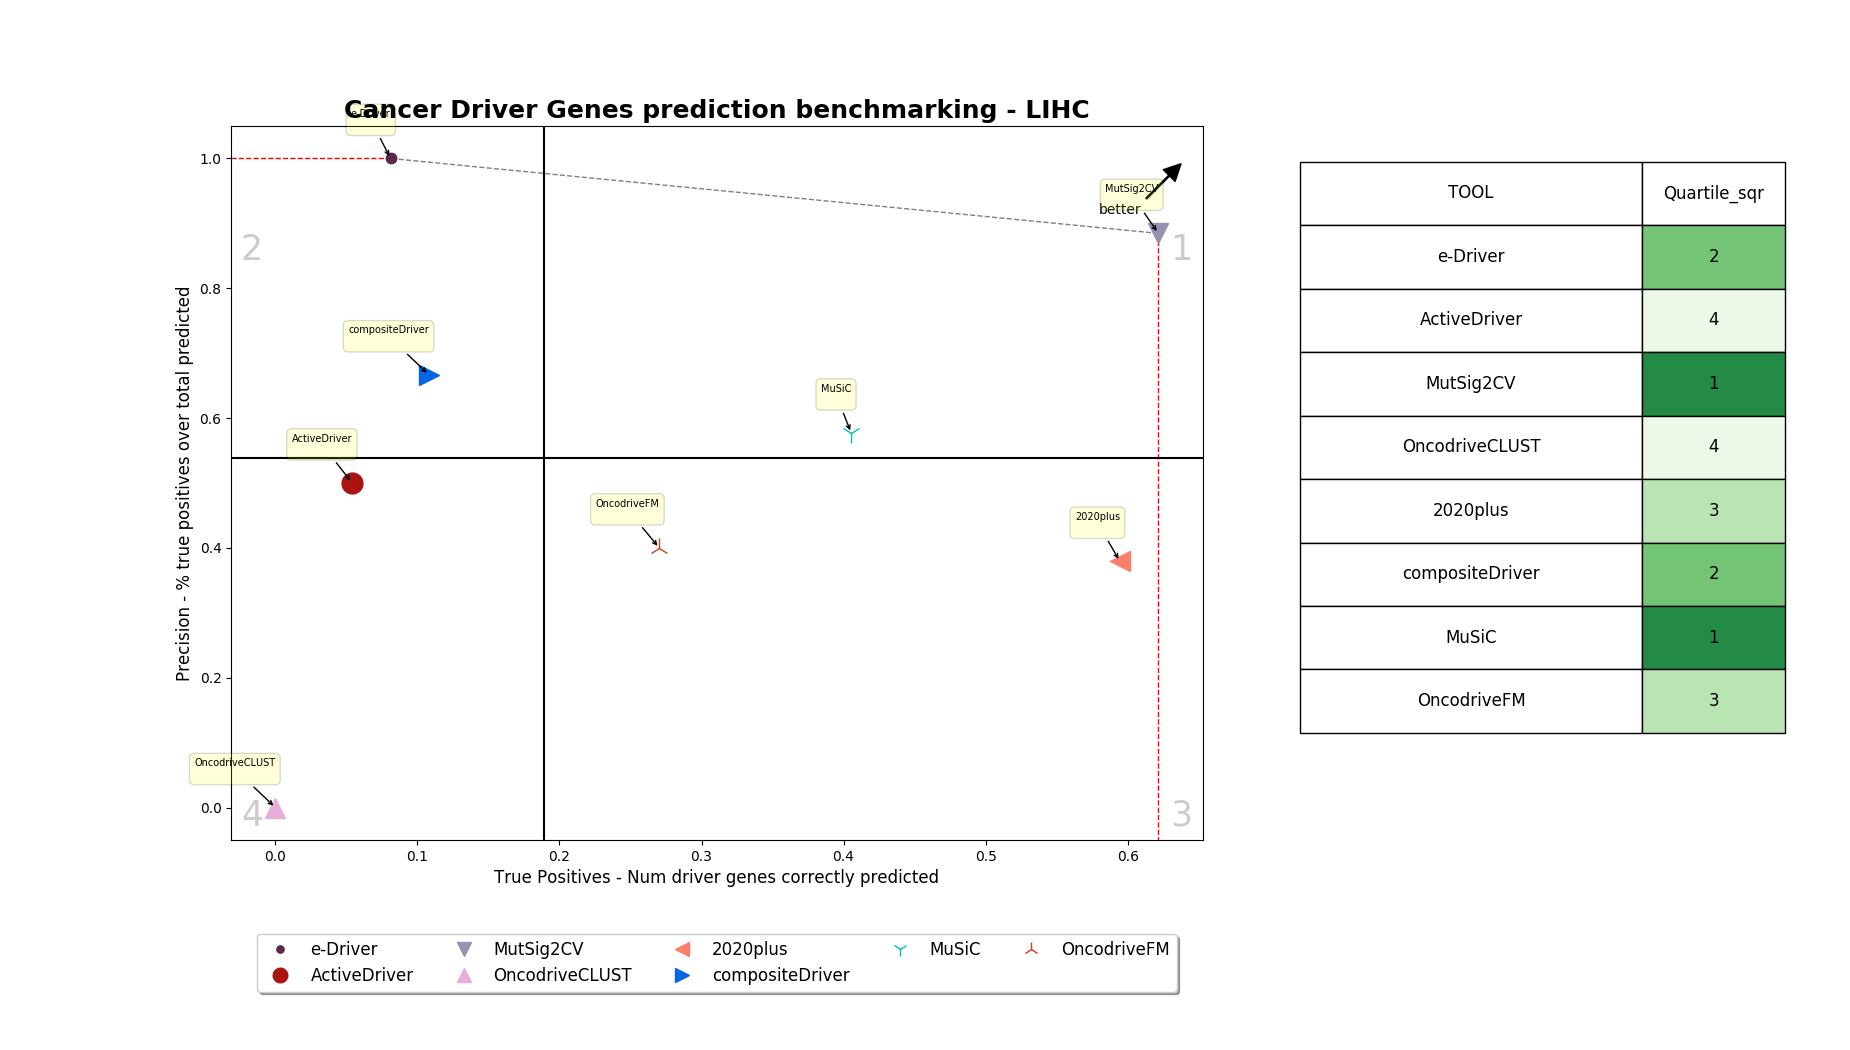 Cancer Driver Genes prediction benchmarking - LIHC
e-Driver
1.0
0.8
0.6
0.4
0.2
0.0
Precision - % true positives over total predicted
2
1
4
3
MutSig2CV
better
compositeDriver
MuSiC
ActiveDriver
OncodriveFM
2020plus
OncodriveCLUST
0.0 0.1 0.2 0.3 0.4 0.5 0.6
True Positives - Num driver genes correctly predicted
e-Driver MutSig2CV 2020plus MuSiC OncodriveFM
ActiveDriver OncodriveCLUST compositeDriver
TOOL Quartile_sqr
e-Driver 2
ActiveDriver 4
MutSig2CV 1
OncodriveCLUST 4
2020plus 3
compositeDriver 2
MuSiC 1
OncodriveFM 3